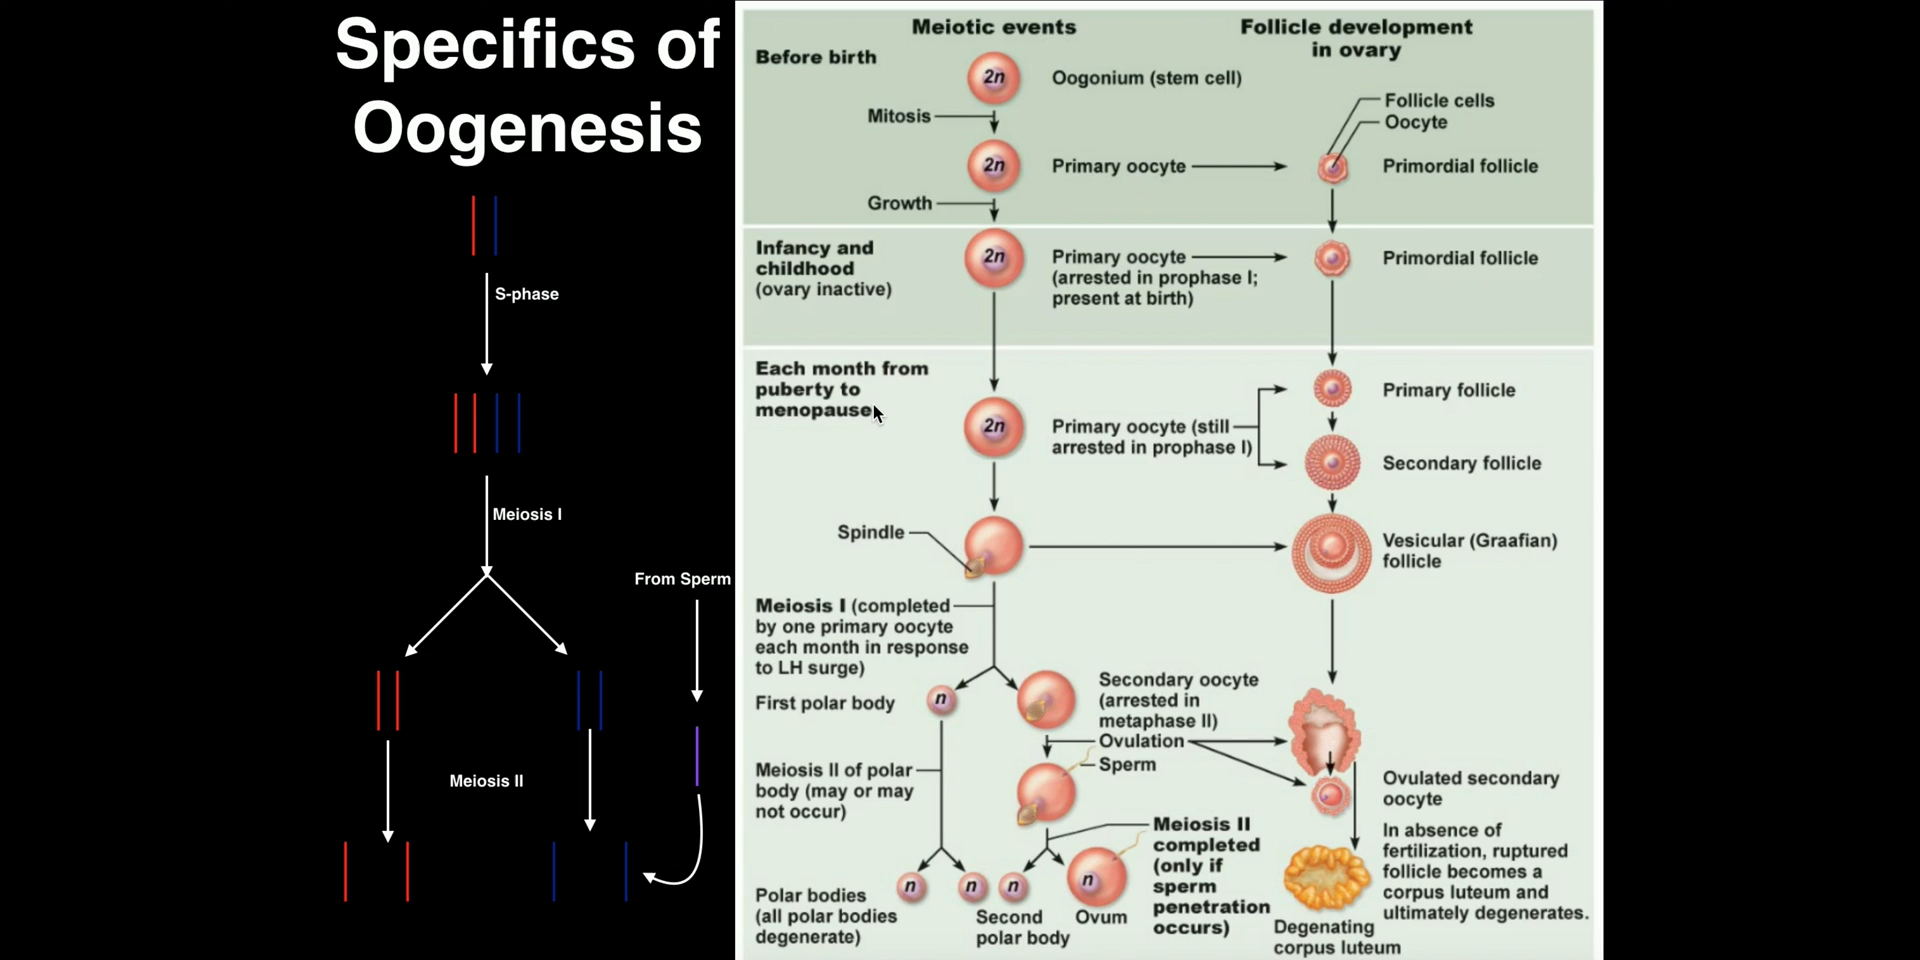 Specifics of
Oogenesis
S-phase
Meiosis I
From Sperm
Meiosis II
Meiotic events
Follicle development
in ovary
Before birth
2n
Oogonium (stem cell)
Follicle cells
Oocyte
Mitosis
2n
Primary oocyte
Primordial follicle
Growth
Infancy and
childhood
(ovary inactive)
2n
Primary oocyte
(arrested in prophase I;
present at birth)
Primordial follicle
Each month from
puberty to
menopause
2n
Primary oocyte (still
arrested in prophase I)
Primary follicle
Secondary follicle
Spindle
Vesicular (Graafian)
follicle
Meiosis I (completed
by one primary oocyte
each month in response
to LH surge)
First polar body
n
Secondary oocyte
(arrested in
metaphase II)
Ovulation
Sperm
Meiosis II of polar
body (may or may
not occur)
Ovulated secondary
oocyte
Meiosis II
completed
(only if
sperm
penetration
occurs)
In absence of
fertilization, ruptured
follicle becomes a
corpus luteum and
ultimately degenerates.
n
n
n
n
Polar bodies
(all polar bodies
degenerate)
Second
polar body
Ovum
Degenating
corpus luteum